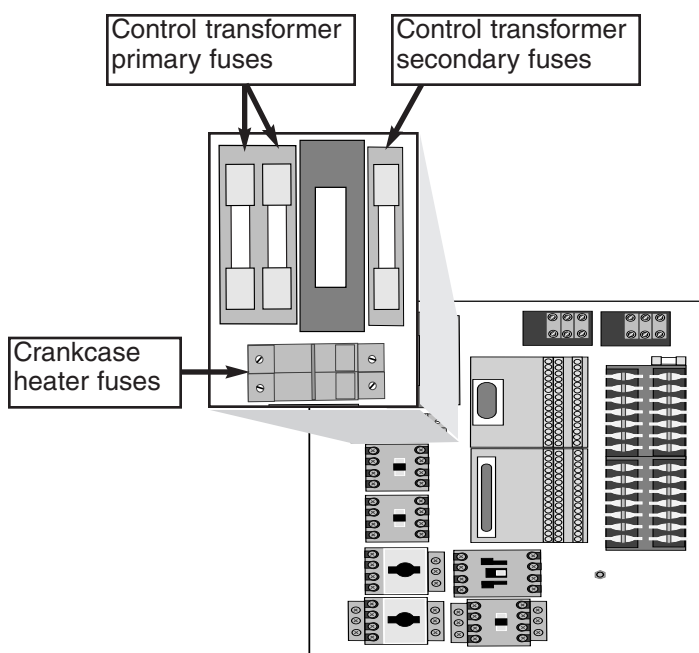 Control transformer
primary fuses
Control transformer
secondary fuses
Crankcase
heater fuses